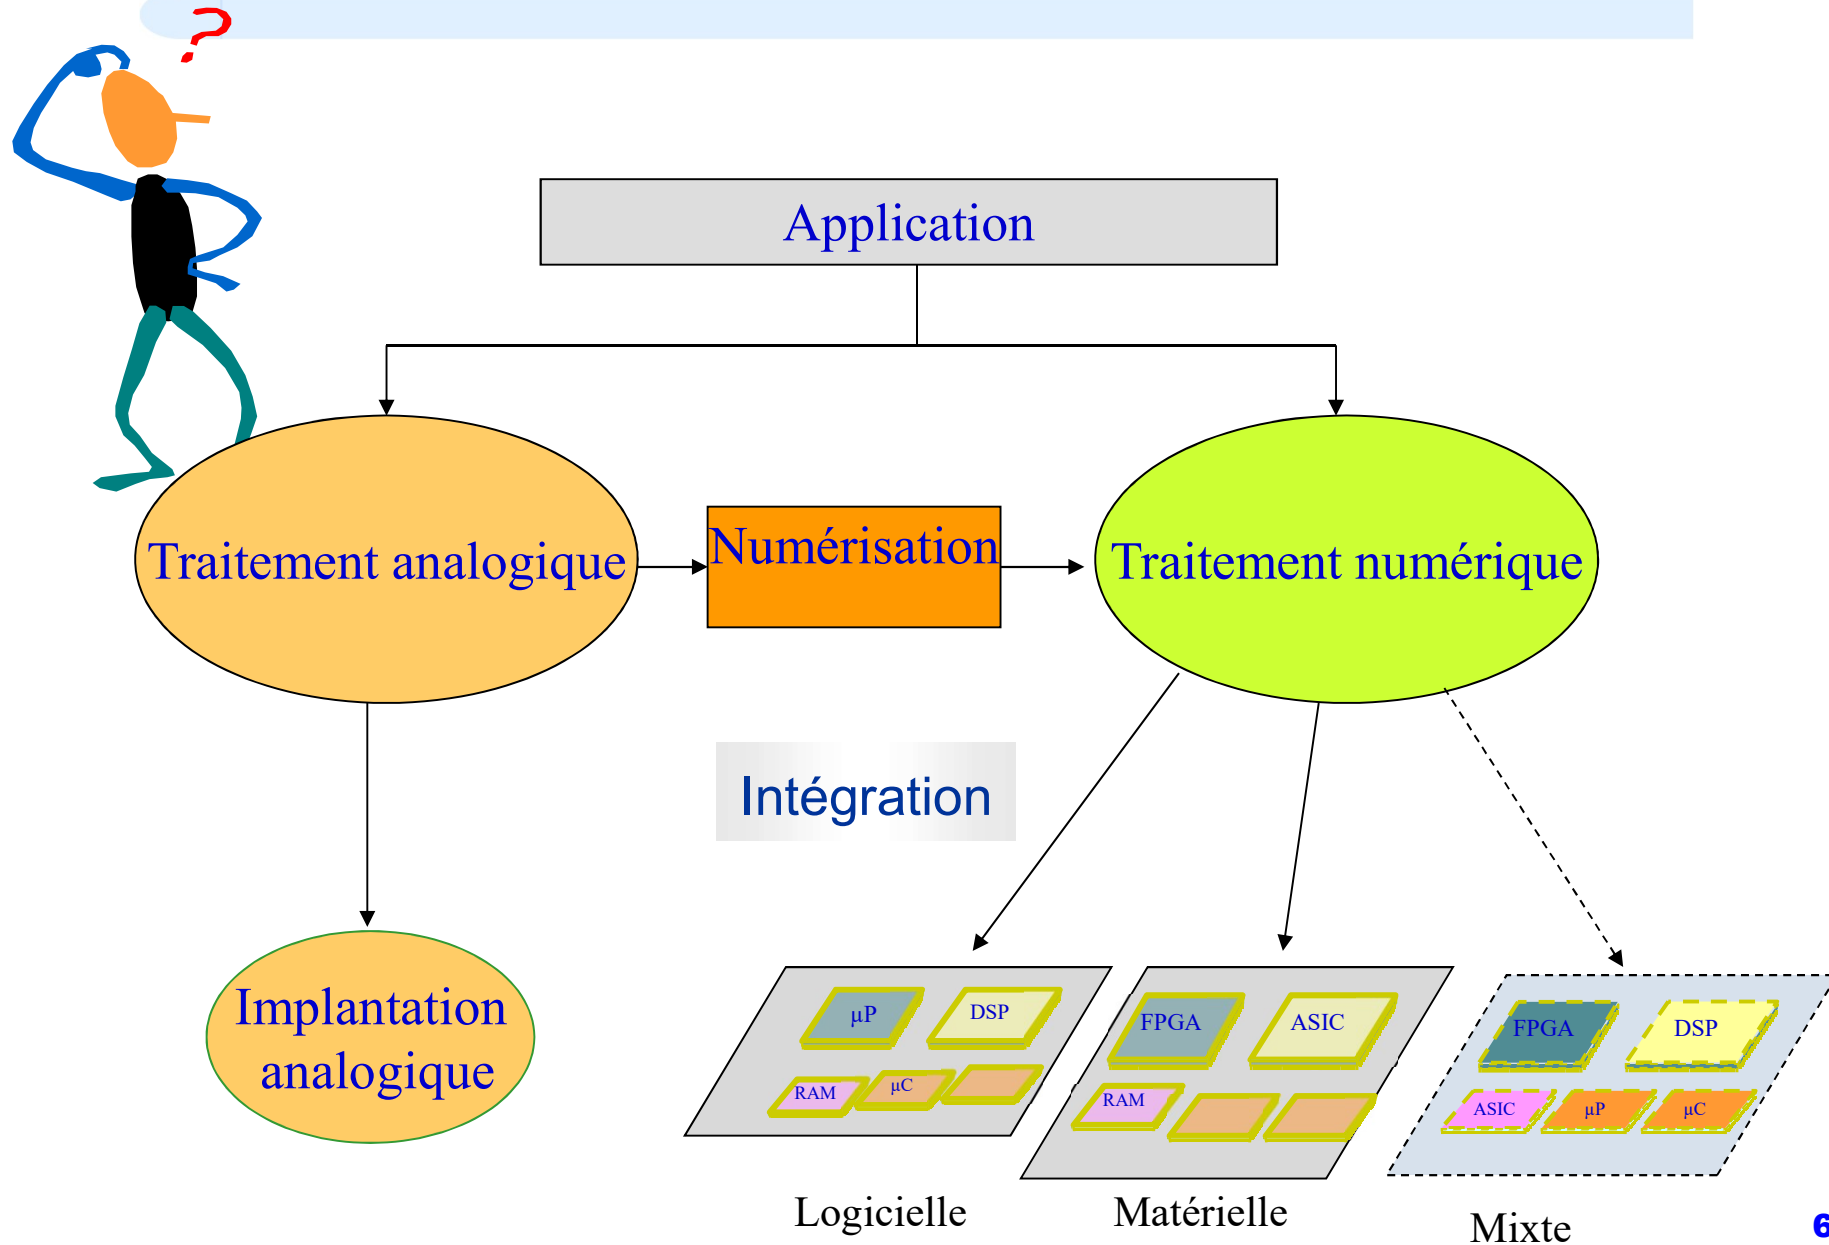 ?
Application
Traitement analogique
Numérisation
Traitement numérique
Intégration
Implantation
analogique
µP
DSP
RAM
µC
FPGA
ASIC
RAM
FPGA
DSP
ASIC
µP
µC
Logicielle
Matérielle
Mixte
6